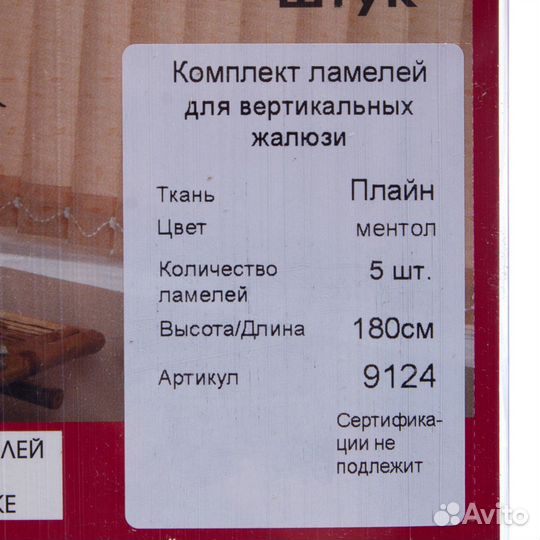 штук
Комплект ламелей
для вертикальных
жалюзи
Ткань Плайн
Цвет ментол
Количество
ламелей 5 шт.
Высота/Длина 180см
Артикул 9124
Сертифика-
ции не
подлежит
ЛЕЙ
КЕ
Avito